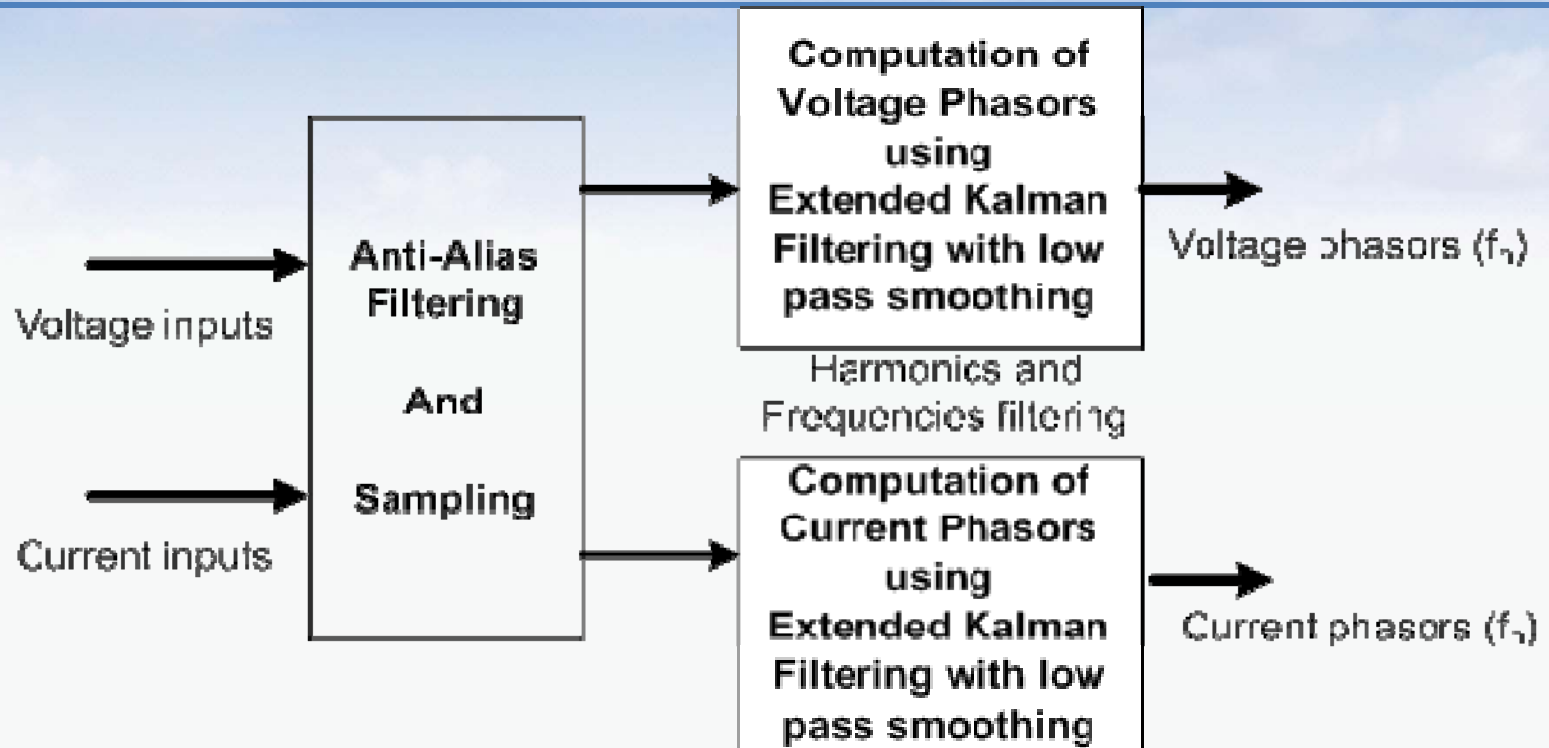 Voltage inputs
Current inputs
Anti-Alias
Filtering
And
Sampling
Computation of
Voltage Phasors
using
Extended Kalman
Filtering with low
pass smoothing
Harmonics and
Frequencies filtering
Computation of
Current Phasors
using
Extended Kalman
Filtering with low
pass smoothing
Voltage phasors
Current phasors